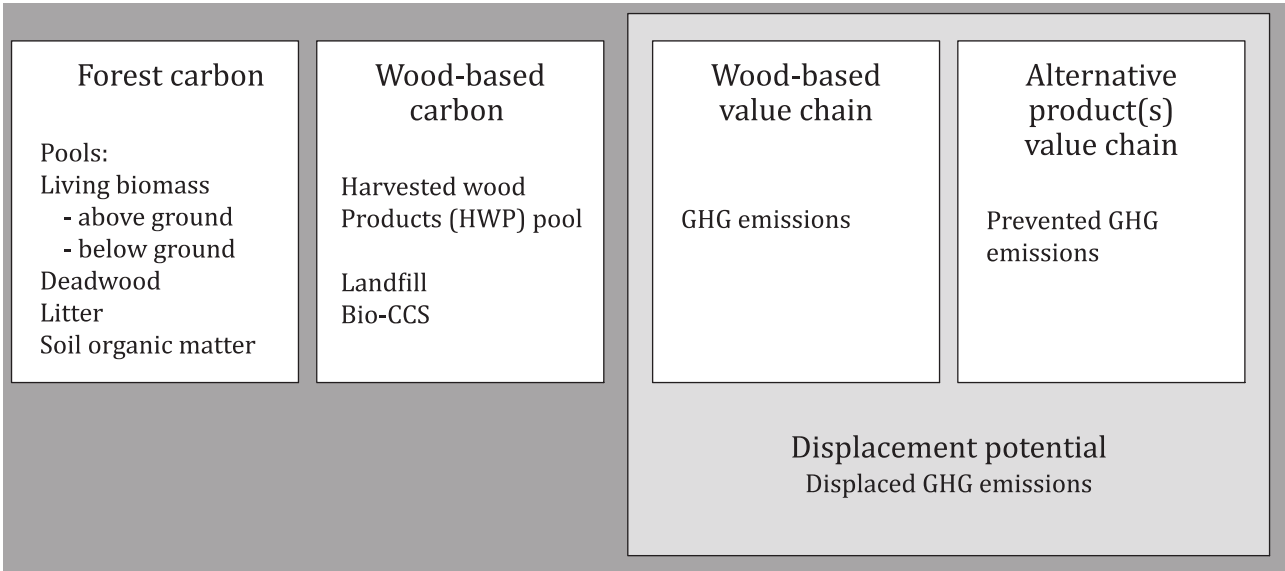 Forest carbon
Pools:
Living biomass
- above ground
- below ground
Deadwood
Litter
Soil organic matter
Wood-based
carbon
Harvested wood
Products (HWP) pool
Landfill
Bio-CCS
Wood-based
value chain
GHG emissions
Alternative
product(s)
value chain
Prevented GHG
emissions
Displacement potential
Displaced GHG emissions